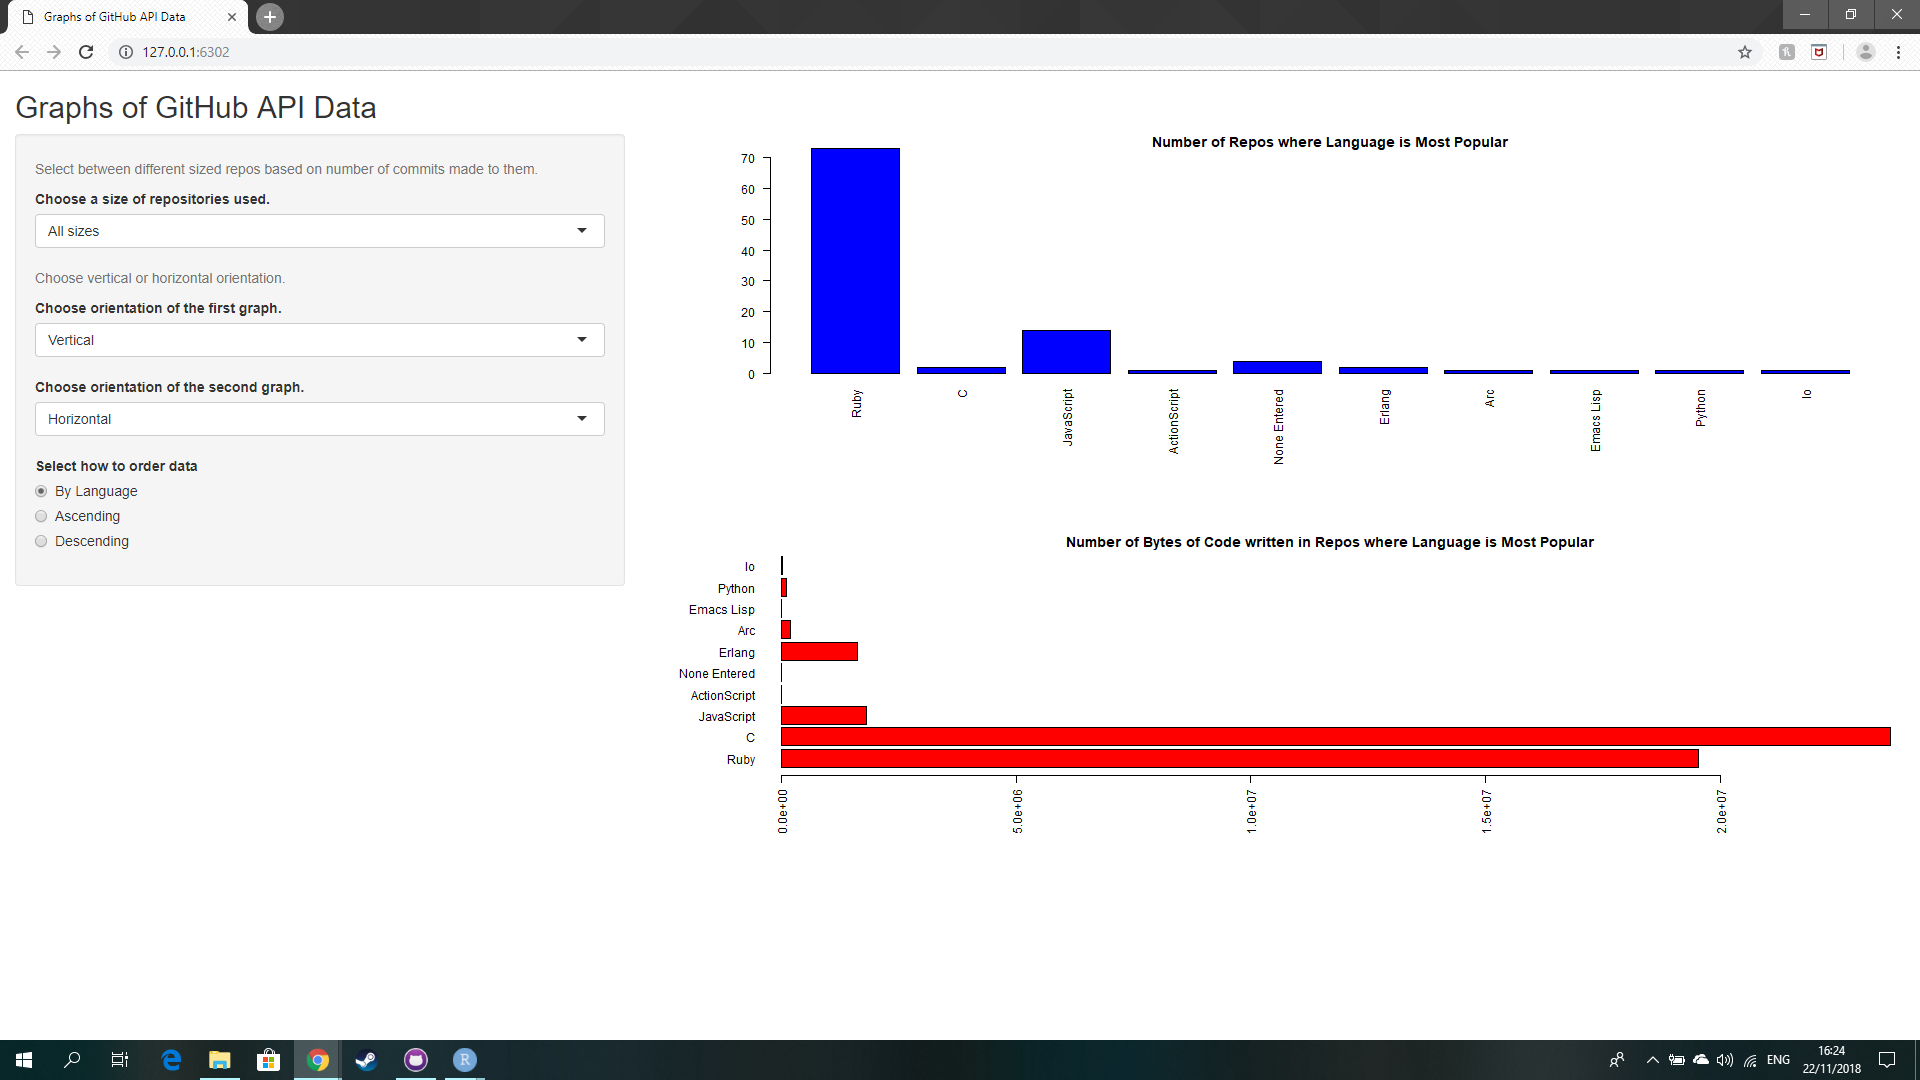 Graphs of GitHub API Data
127.0.0.1:6302
Graphs of GitHub API Data
Select between different sized repos based on number of commits made to them.
Choose a size of repositories used.
All sizes
Choose vertical or horizontal orientation.
Choose orientation of the first graph.
Vertical
Choose orientation of the second graph.
Horizontal
Select how to order data
By Language
Ascending
Descending
Number of Repos where Language is Most Popular
70
60
50
40
30
20
10
0
Ruby
C
JavaScript
ActionScript
None Entered
Erlang
Arc
Emacs Lisp
Python
Io
Number of Bytes of Code written in Repos where Language is Most Popular
Io
Python
Emacs Lisp
Arc
Erlang
None Entered
ActionScript
JavaScript
C
Ruby
0.0e+00
5.0e+06
1.0e+07
1.5e+07
2.0e+07
R
ENG
16:24
22/11/2018